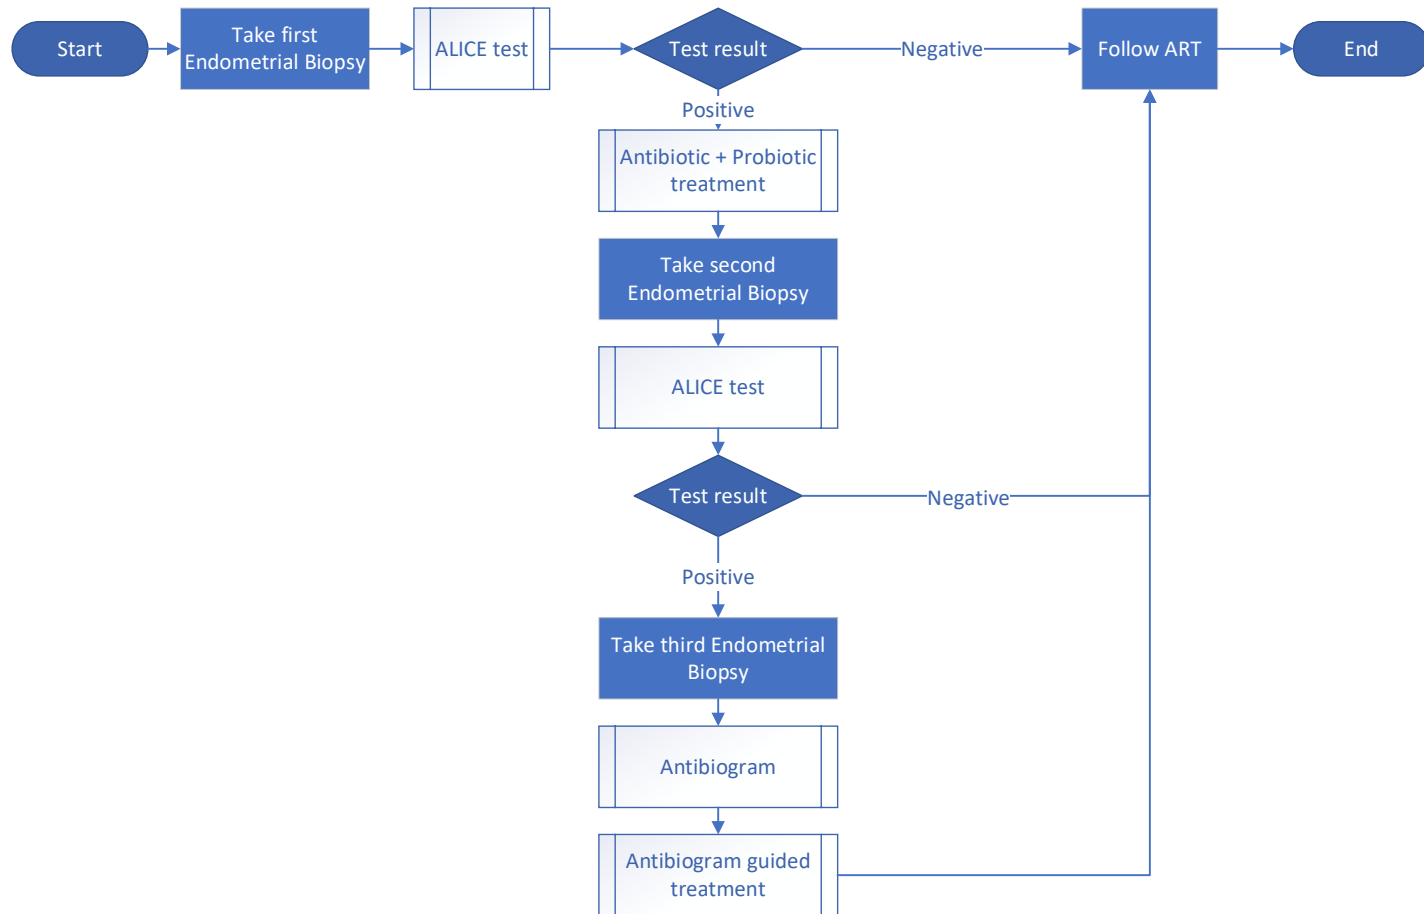 Start
Take first
Endometrial Biopsy
ALICE test
Test result
Negative
Follow ART
End
Positive
Antibiotic + Probiotic
treatment
Take second
Endometrial Biopsy
ALICE test
Test result
Negative
Positive
Take third Endometrial
Biopsy
Antibiogram
Antibiogram guided
treatment